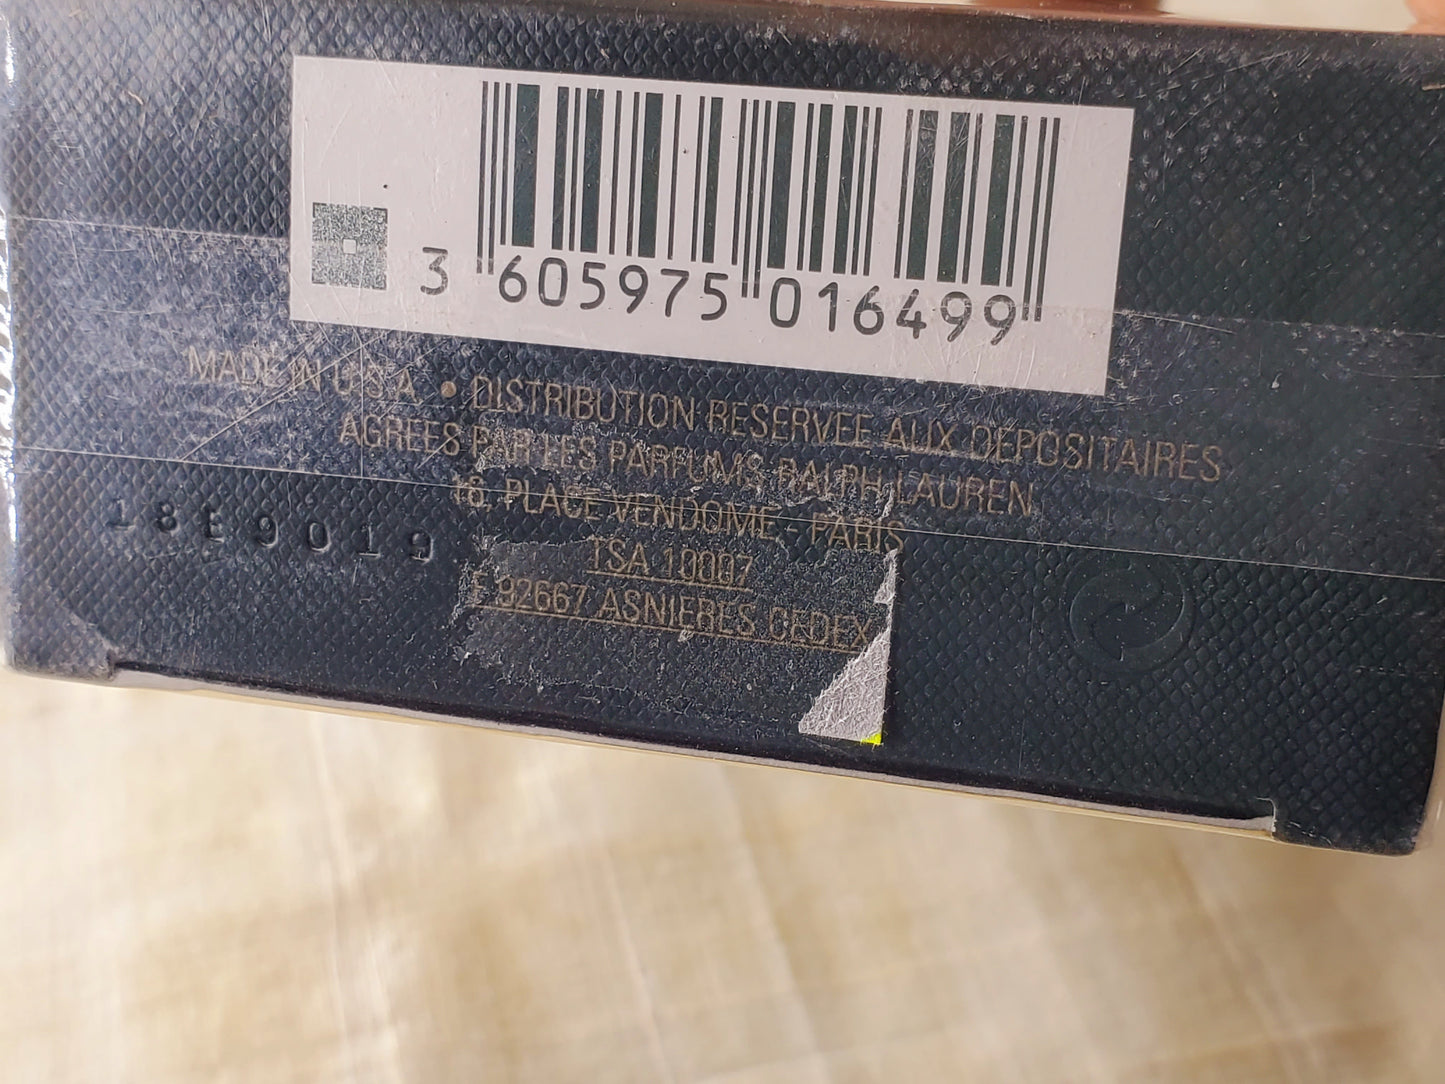 3 605975 016499
MADE IN U.S.A. • DISTRIBUTION RESERVEE AUX DEPOSITAIRES
AGREES PAR LES PARFUMS RALPH LAUREN
16, PLACE VENDOME - PARIS
TSA 10007
F 92667 ASNIERES CEDEX
18E9019